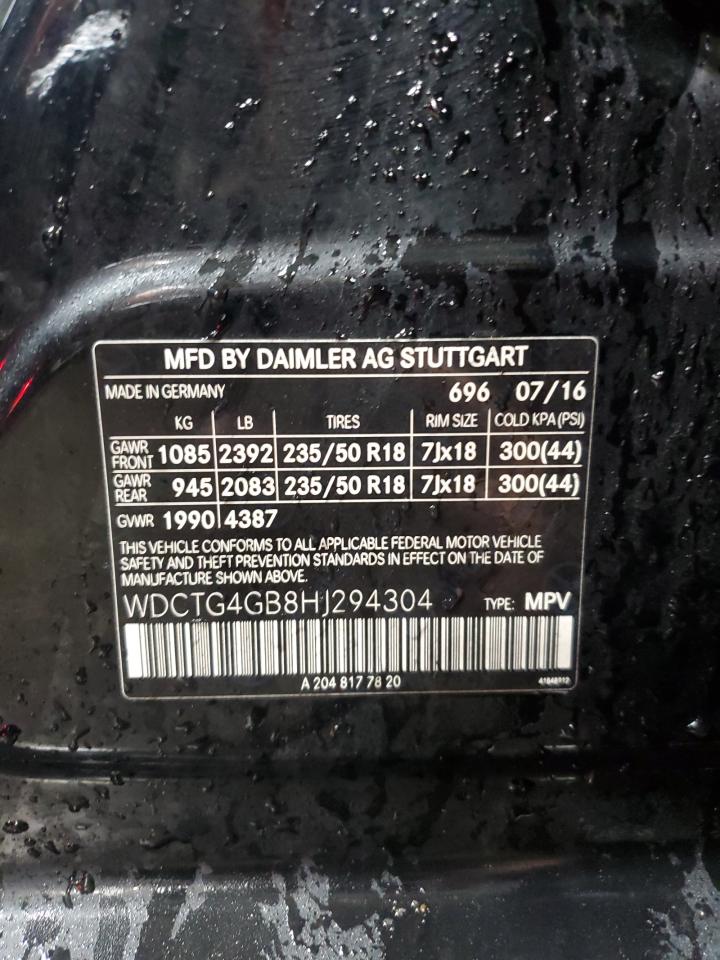 MFD BY DAIMLER AG STUTTGART
MADE IN GERMANY 696 07/16
KG LB TIRES RIM SIZE COLD KPA (PSI)
GAWR FRONT 1085 2392 235/50 R18 7Jx18 300(44)
GAWR REAR 945 2083 235/50 R18 7Jx18 300(44)
GVWR 1990 4387
THIS VEHICLE CONFORMS TO ALL APPLICABLE FEDERAL MOTOR VEHICLE
SAFETY AND THEFT PREVENTION STANDARDS IN EFFECT ON THE DATE OF
MANUFACTURE SHOWN ABOVE.
WDCTG4GB8HJ294304 TYPE: MPV
A 204 817 78 20